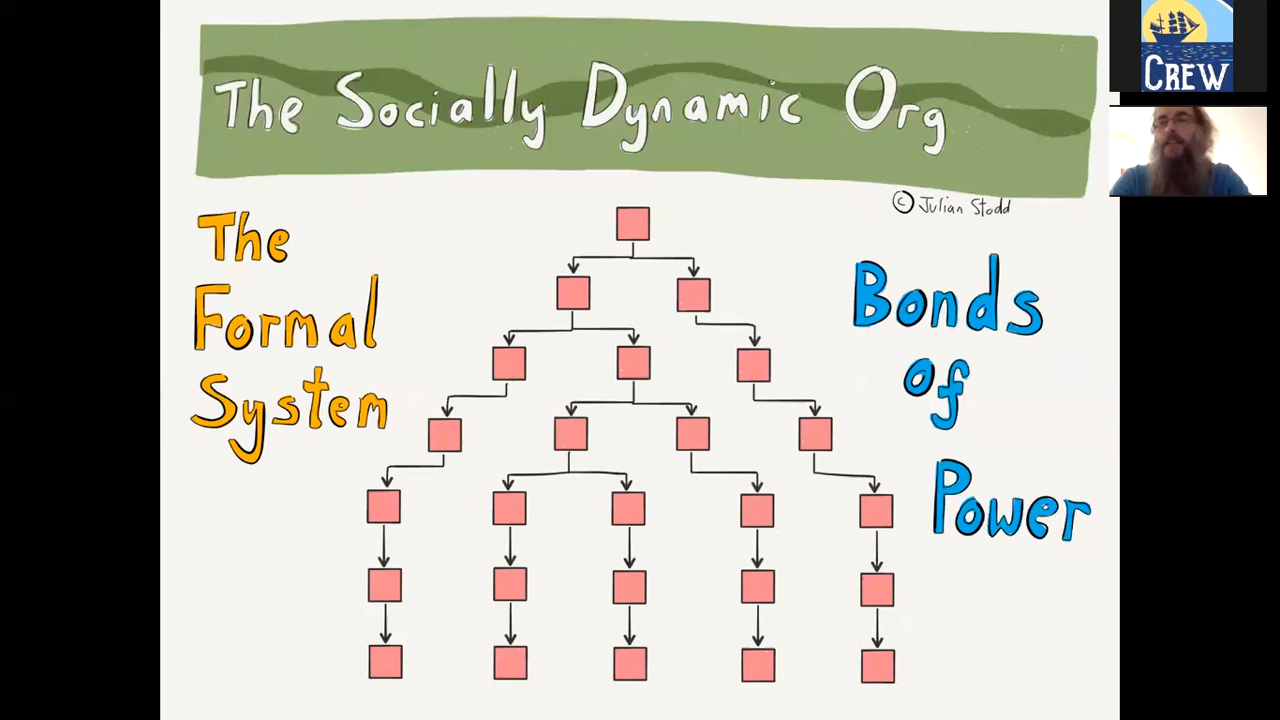 The Socially Dynamic Org
© Julian Stodd
The
Formal
System
Bonds
of
Power
CREW